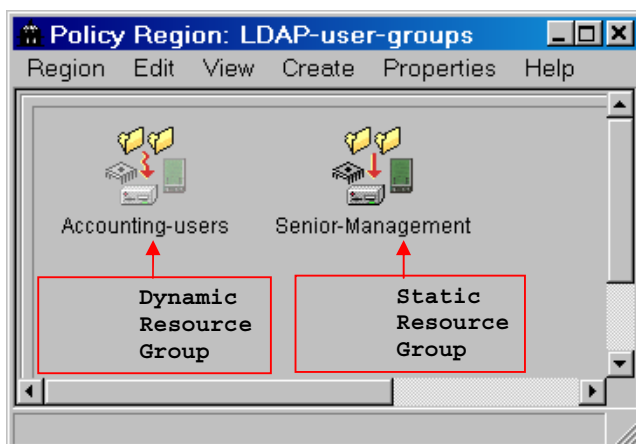 Policy Region: LDAP-user-groups
Region Edit View Create Properties Help
Accounting-users Senior-Management
Dynamic Resource Group
Static Resource Group